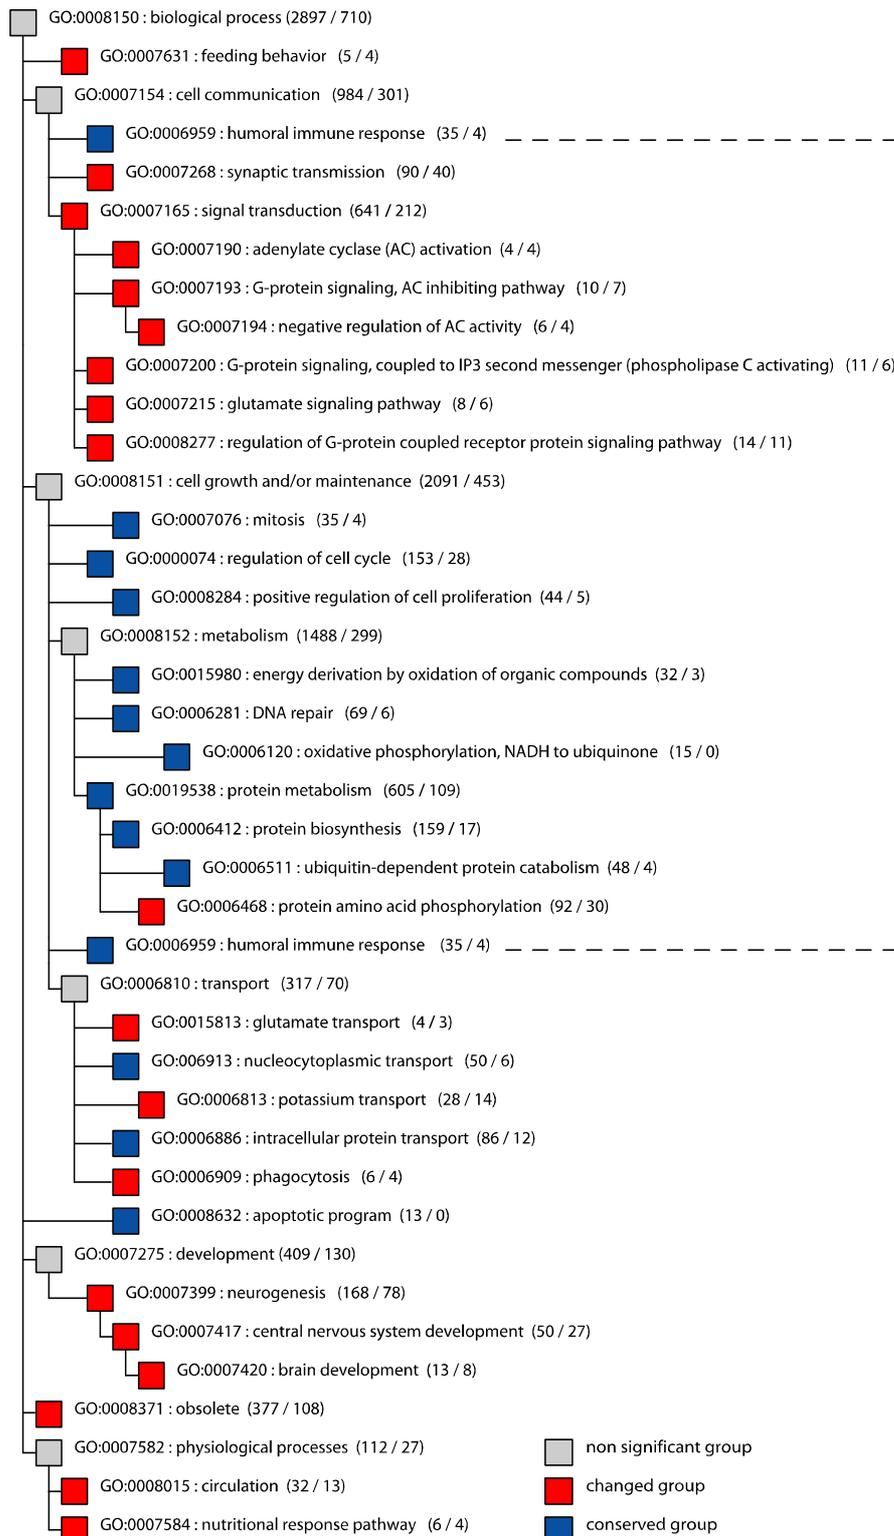 GO:0008150 : biological process (2897 / 710)
GO:0007631 : feeding behavior (5 / 4)
GO:0007154 : cell communication (984 / 301)
GO:0006959 : humoral immune response (35 / 4)
GO:0007268 : synaptic transmission (90 / 40)
GO:0007165 : signal transduction (641 / 212)
GO:0007190 : adenylate cyclase (AC) activation (4 / 4)
GO:0007193 : G-protein signaling, AC inhibiting pathway (10 / 7)
GO:0007194 : negative regulation of AC activity (6 / 4)
GO:0007200 : G-protein signaling, coupled to IP3 second messenger (phospholipase C activating) (11 / 6)
GO:0007215 : glutamate signaling pathway (8 / 6)
GO:0008277 : regulation of G-protein coupled receptor protein signaling pathway (14 / 11)
GO:0008151 : cell growth and/or maintenance (2091 / 453)
GO:0007076 : mitosis (35 / 4)
GO:0000074 : regulation of cell cycle (153 / 28)
GO:0008284 : positive regulation of cell proliferation (44 / 5)
GO:0008152 : metabolism (1488 / 299)
GO:0015980 : energy derivation by oxidation of organic compounds (32 / 3)
GO:0006281 : DNA repair (69 / 6)
GO:0006120 : oxidative phosphorylation, NADH to ubiquinone (15 / 0)
GO:0019538 : protein metabolism (605 / 109)
GO:0006412 : protein biosynthesis (159 / 17)
GO:0006511 : ubiquitin-dependent protein catabolism (48 / 4)
GO:0006468 : protein amino acid phosphorylation (92 / 30)
GO:0006959 : humoral immune response (35 / 4)
GO:0006810 : transport (317 / 70)
GO:0015813 : glutamate transport (4 / 3)
GO:006913 : nucleocytoplasmic transport (50 / 6)
GO:0006813 : potassium transport (28 / 14)
GO:0006886 : intracellular protein transport (86 / 12)
GO:0006909 : phagocytosis (6 / 4)
GO:0008632 : apoptotic program (13 / 0)
GO:0007275 : development (409 / 130)
GO:0007399 : neurogenesis (168 / 78)
GO:0007417 : central nervous system development (50 / 27)
GO:0007420 : brain development (13 / 8)
GO:0008371 : obsolete (377 / 108)
GO:0007582 : physiological processes (112 / 27)
non significant group
GO:0008015 : circulation (32 / 13)
changed group
GO:0007584 : nutritional response pathway (6 / 4)
conserved group